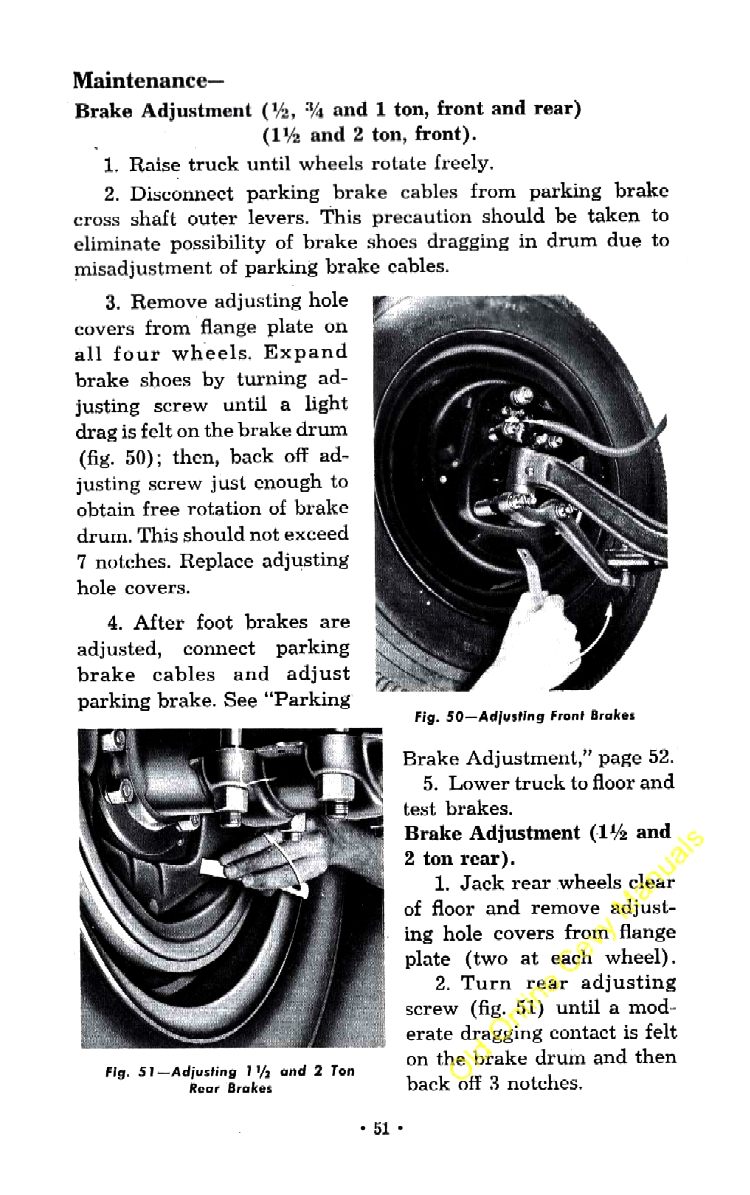 Maintenance—
Brake Adjustment (½, ¾ and 1 ton, front and rear)
(1½ and 2 ton, front).
1. Raise truck until wheels rotate freely.
2. Disconnect parking brake cables from parking brake
cross shaft outer levers. This precaution should be taken to
eliminate possibility of brake shoes dragging in drum due to
misadjustment of parking brake cables.
3. Remove adjusting hole
covers from flange plate on
all four wheels. Expand
brake shoes by turning ad-
justing screw until a light
drag is felt on the brake drum
(fig. 50); then, back off ad-
justing screw just enough to
obtain free rotation of brake
drum. This should not exceed
7 notches. Replace adjusting
hole covers.
4. After foot brakes are
adjusted, connect parking
brake cables and adjust
parking brake. See “Parking
Fig. 50—Adjusting Front Brakes
Fig. 51—Adjusting 1½ and 2 Ton
Rear Brakes
Brake Adjustment,” page 52.
5. Lower truck to floor and
test brakes.
Brake Adjustment (1½ and
2 ton rear).
1. Jack rear wheels clear
of floor and remove adjust-
ing hole covers from flange
plate (two at each wheel).
2. Turn rear adjusting
screw (fig. 51) until a mod-
erate dragging contact is felt
on the brake drum and then
back off 3 notches.
Old Online Chevy Manuals
• 51 •